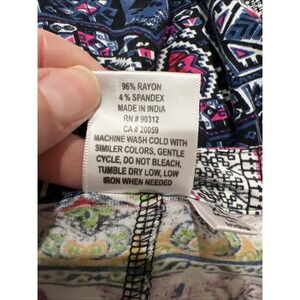 96% RAYON
4% SPANDEX
MADE IN INDIA
RN # 90312
CA # 20059
MACHINE WASH COLD WITH
SIMILER COLORS, GENTLE
CYCLE, DO NOT BLEACH,
TUMBLE DRY LOW, LOW
IRON WHEN NEEDED